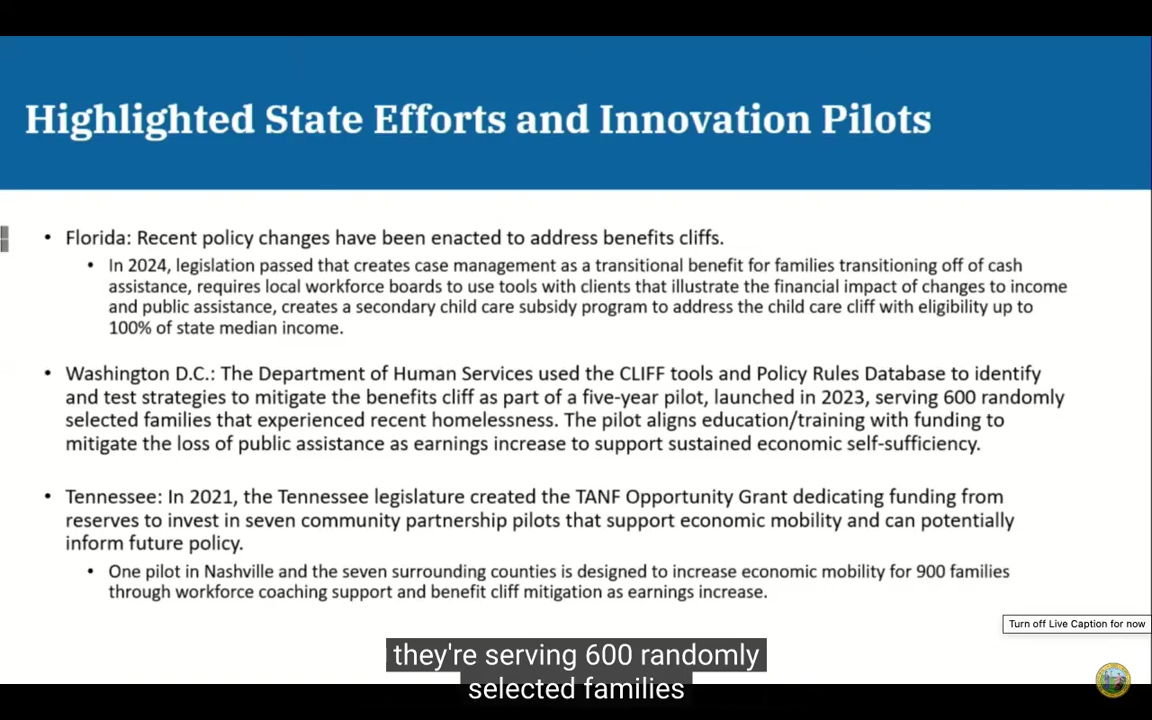 Highlighted State Efforts and Innovation Pilots
• Florida: Recent policy changes have been enacted to address benefits cliffs.
• In 2024, legislation passed that creates case management as a transitional benefit for families transitioning off of cash
assistance, requires local workforce boards to use tools with clients that illustrate the financial impact of changes to income
and public assistance, creates a secondary child care subsidy program to address the child care cliff with eligibility up to
100% of state median income.
• Washington D.C.: The Department of Human Services used the CLIFF tools and Policy Rules Database to identify
and test strategies to mitigate the benefits cliff as part of a five-year pilot, launched in 2023, serving 600 randomly
selected families that experienced recent homelessness. The pilot aligns education/training with funding to
mitigate the loss of public assistance as earnings increase to support sustained economic self-sufficiency.
• Tennessee: In 2021, the Tennessee legislature created the TANF Opportunity Grant dedicating funding from
reserves to invest in seven community partnership pilots that support economic mobility and can potentially
inform future policy.
• One pilot in Nashville and the seven surrounding counties is designed to increase economic mobility for 900 families
through workforce coaching support and benefit cliff mitigation as earnings increase.
Turn off Live Caption for now
they're serving 600 randomly
selected families